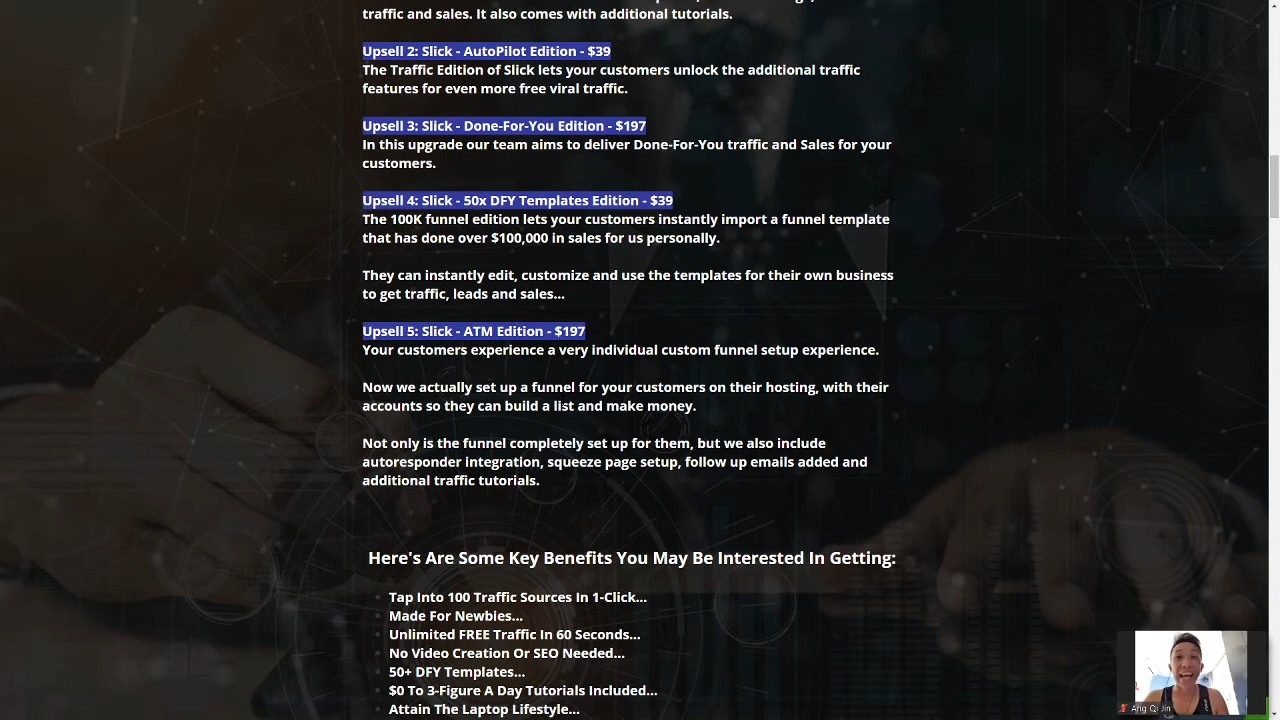 traffic and sales. It also comes with additional tutorials.
Upsell 2: Slick - AutoPilot Edition - $39
The Traffic Edition of Slick lets your customers unlock the additional traffic
features for even more free viral traffic.
Upsell 3: Slick - Done-For-You Edition - $197
In this upgrade our team aims to deliver Done-For-You traffic and Sales for your
customers.
Upsell 4: Slick - 50x DFY Templates Edition - $39
The 100K funnel edition lets your customers instantly import a funnel template
that has done over $100,000 in sales for us personally.
They can instantly edit, customize and use the templates for their own business
to get traffic, leads and sales...
Upsell 5: Slick - ATM Edition - $197
Your customers experience a very individual custom funnel setup experience.
Now we actually set up a funnel for your customers on their hosting, with their
accounts so they can build a list and make money.
Not only is the funnel completely set up for them, but we also include
autoresponder integration, squeeze page setup, follow up emails added and
additional traffic tutorials.
Here's Are Some Key Benefits You May Be Interested In Getting:
Tap Into 100 Traffic Sources In 1-Click...
Made For Newbies...
Unlimited FREE Traffic In 60 Seconds...
No Video Creation Or SEO Needed...
50+ DFY Templates...
$0 To 3-Figure A Day Tutorials Included...
Attain The Laptop Lifestyle...
Ang Qi Jin